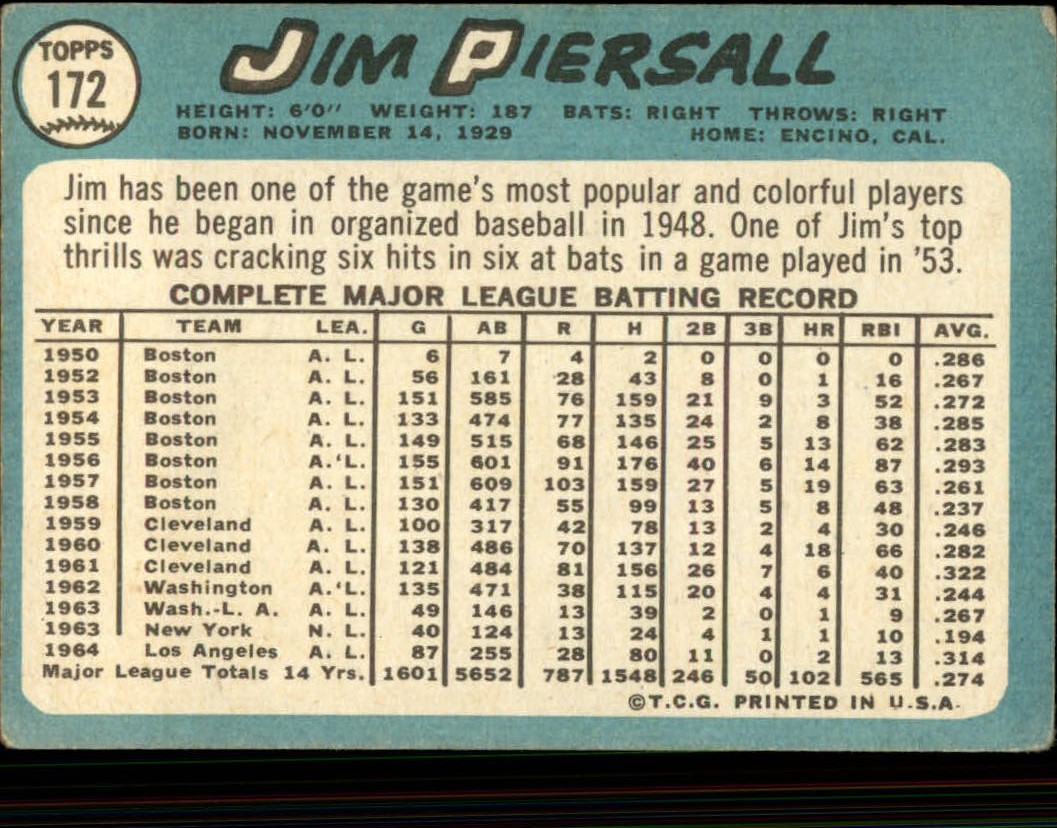 TOPPS
172
JIM PIERSALL
HEIGHT: 6'0" WEIGHT: 187 BATS: RIGHT THROWS: RIGHT
BORN: NOVEMBER 14, 1929 HOME: ENCINO, CAL.
Jim has been one of the game's most popular and colorful players
since he began in organized baseball in 1948. One of Jim's top
thrills was cracking six hits in six at bats in a game played in '53.
COMPLETE MAJOR LEAGUE BATTING RECORD
YEAR TEAM LEA. G AB R H 2B 3B HR RBI AVG.
1950 Boston A. L. 6 7 4 2 0 0 0 0 .286
1952 Boston A. L. 56 161 28 43 8 0 1 16 .267
1953 Boston A. L. 151 585 76 159 21 9 3 52 .272
1954 Boston A. L. 133 474 77 135 24 2 8 38 .285
1955 Boston A. L. 149 515 68 146 25 5 13 62 .283
1956 Boston A. L. 155 601 91 176 40 6 14 87 .293
1957 Boston A. L. 151 609 103 159 27 5 19 63 .261
1958 Boston A. L. 130 417 55 99 13 5 8 48 .237
1959 Cleveland A. L. 100 317 42 78 13 2 4 30 .246
1960 Cleveland A. L. 138 486 70 137 12 4 18 66 .282
1961 Cleveland A. L. 121 484 81 156 26 7 6 40 .322
1962 Washington A. L. 135 471 38 115 20 4 4 31 .244
1963 Wash.-L. A. A. L. 49 146 13 39 2 0 1 9 .267
1963 New York N. L. 40 124 13 24 4 1 1 10 .194
1964 Los Angeles A. L. 87 255 28 80 11 0 2 13 .314
Major League Totals 14 Yrs. 1601 5652 787 1548 246 50 102 565 .274
©T.C.G. PRINTED IN U.S.A.